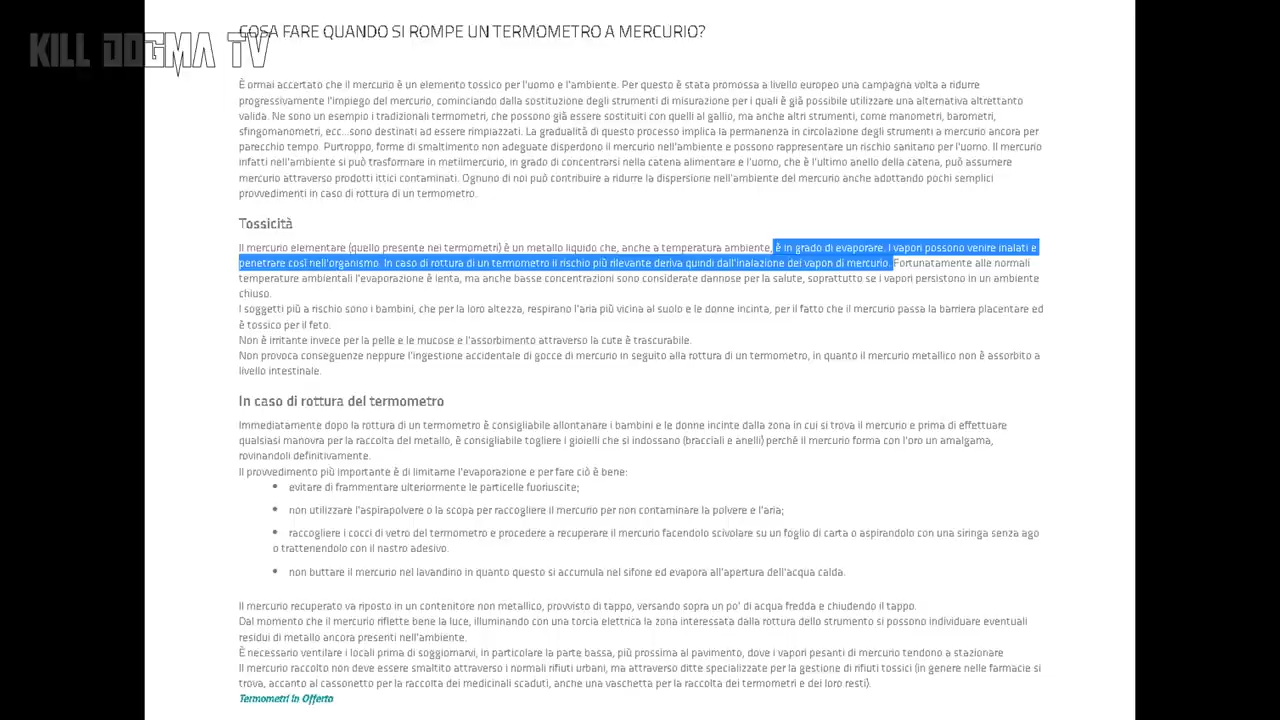 KILL DOGMA TV
COSA FARE QUANDO SI ROMPE UN TERMOMETRO A MERCURIO?
È ormai accertato che il mercurio è un elemento tossico per l'uomo e l'ambiente. Per questo è stata promossa a livello europeo una campagna volta a ridurre
progressivamente l'impiego del mercurio, cominciando dalla sostituzione degli strumenti di misurazione per i quali è già possibile utilizzare una alternativa altrettanto
valida. Ne sono un esempio i tradizionali termometri, che possono già essere sostituiti con quelli al gallio, ma anche altri strumenti, come manometri, barometri,
sfingomanometri, ecc...sono destinati ad essere rimpiazzati. La gradualità di questo processo implica la permanenza in circolazione degli strumenti a mercurio ancora per
parecchio tempo. Purtroppo, forme di smaltimento non adeguate disperdono il mercurio nell'ambiente e possono rappresentare un rischio sanitario per l'uomo. Il mercurio
infatti nell'ambiente si può trasformare in metilmercurio, in grado di concentrarsi nella catena alimentare e l'uomo, che è l'ultimo anello della catena, può assumere
mercurio attraverso prodotti ittici contaminati. Ognuno di noi può contribuire a ridurre la dispersione nell'ambiente del mercurio anche adottando pochi semplici
provvedimenti in caso di rottura di un termometro.
Tossicità
Il mercurio elementare (quello presente nei termometri) è un metallo liquido che, anche a temperatura ambiente, è in grado di evaporare. I vapori possono venire inalati e
penetrare così nell'organismo. In caso di rottura di un termometro il rischio più rilevante deriva quindi dall'inalazione dei vapori di mercurio. Fortunatamente alle normali
temperature ambientali l'evaporazione è lenta, ma anche basse concentrazioni sono considerate dannose per la salute, soprattutto se i vapori persistono in un ambiente
chiuso.
I soggetti più a rischio sono i bambini, che per la loro altezza, respirano l'aria più vicina al suolo e le donne incinta, per il fatto che il mercurio passa la barriera placentare ed
è tossico per il feto.
Non è irritante invece per la pelle e le mucose e l'assorbimento attraverso la cute è trascurabile.
Non provoca conseguenze neppure l'ingestione accidentale di gocce di mercurio in seguito alla rottura di un termometro, in quanto il mercurio metallico non è assorbito a
livello intestinale.
In caso di rottura del termometro
Immediatamente dopo la rottura di un termometro è consigliabile allontanare i bambini e le donne incinte dalla zona in cui si trova il mercurio e prima di effettuare
qualsiasi manovra per la raccolta del metallo, è consigliabile togliere i gioielli che si indossano (bracciali e anelli) perché il mercurio forma con l'oro un amalgama,
rovinandoli definitivamente.
Il provvedimento più importante è di limitarne l'evaporazione e per fare ciò è bene:
• evitare di frammentare ulteriormente le particelle fuoriuscite;
• non utilizzare l'aspirapolvere o la scopa per raccogliere il mercurio per non contaminare la polvere e l'aria;
• raccogliere i cocci di vetro del termometro e procedere a recuperare il mercurio facendolo scivolare su un foglio di carta o aspirandolo con una siringa senza ago
o trattenendolo con il nastro adesivo.
• non buttare il mercurio nel lavandino in quanto questo si accumula nel sifone ed evapora all'apertura dell'acqua calda.
Il mercurio recuperato va riposto in un contenitore non metallico, provvisto di tappo, versando sopra un po' di acqua fredda e chiudendo il tappo.
Dal momento che il mercurio riflette bene la luce, illuminando con una torcia elettrica la zona interessata dalla rottura dello strumento si possono individuare eventuali
residui di metallo ancora presenti nell'ambiente.
È necessario ventilare i locali prima di soggiornarvi, in particolare la parte bassa, più prossima al pavimento, dove i vapori pesanti di mercurio tendono a stazionare
Il mercurio raccolto non deve essere smaltito attraverso i normali rifiuti urbani, ma attraverso ditte specializzate per la gestione di rifiuti tossici (in genere nelle farmacie si
trova, accanto al cassonetto per la raccolta dei medicinali scaduti, anche una vaschetta per la raccolta dei termometri e dei loro resti).
Termometri in Offerta